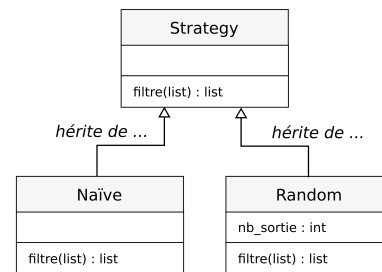 Strategy
filtre(list) : list
hérite de ...
hérite de ...
Naïve
filtre(list) : list
Random
nb_sortie : int
filtre(list) : list